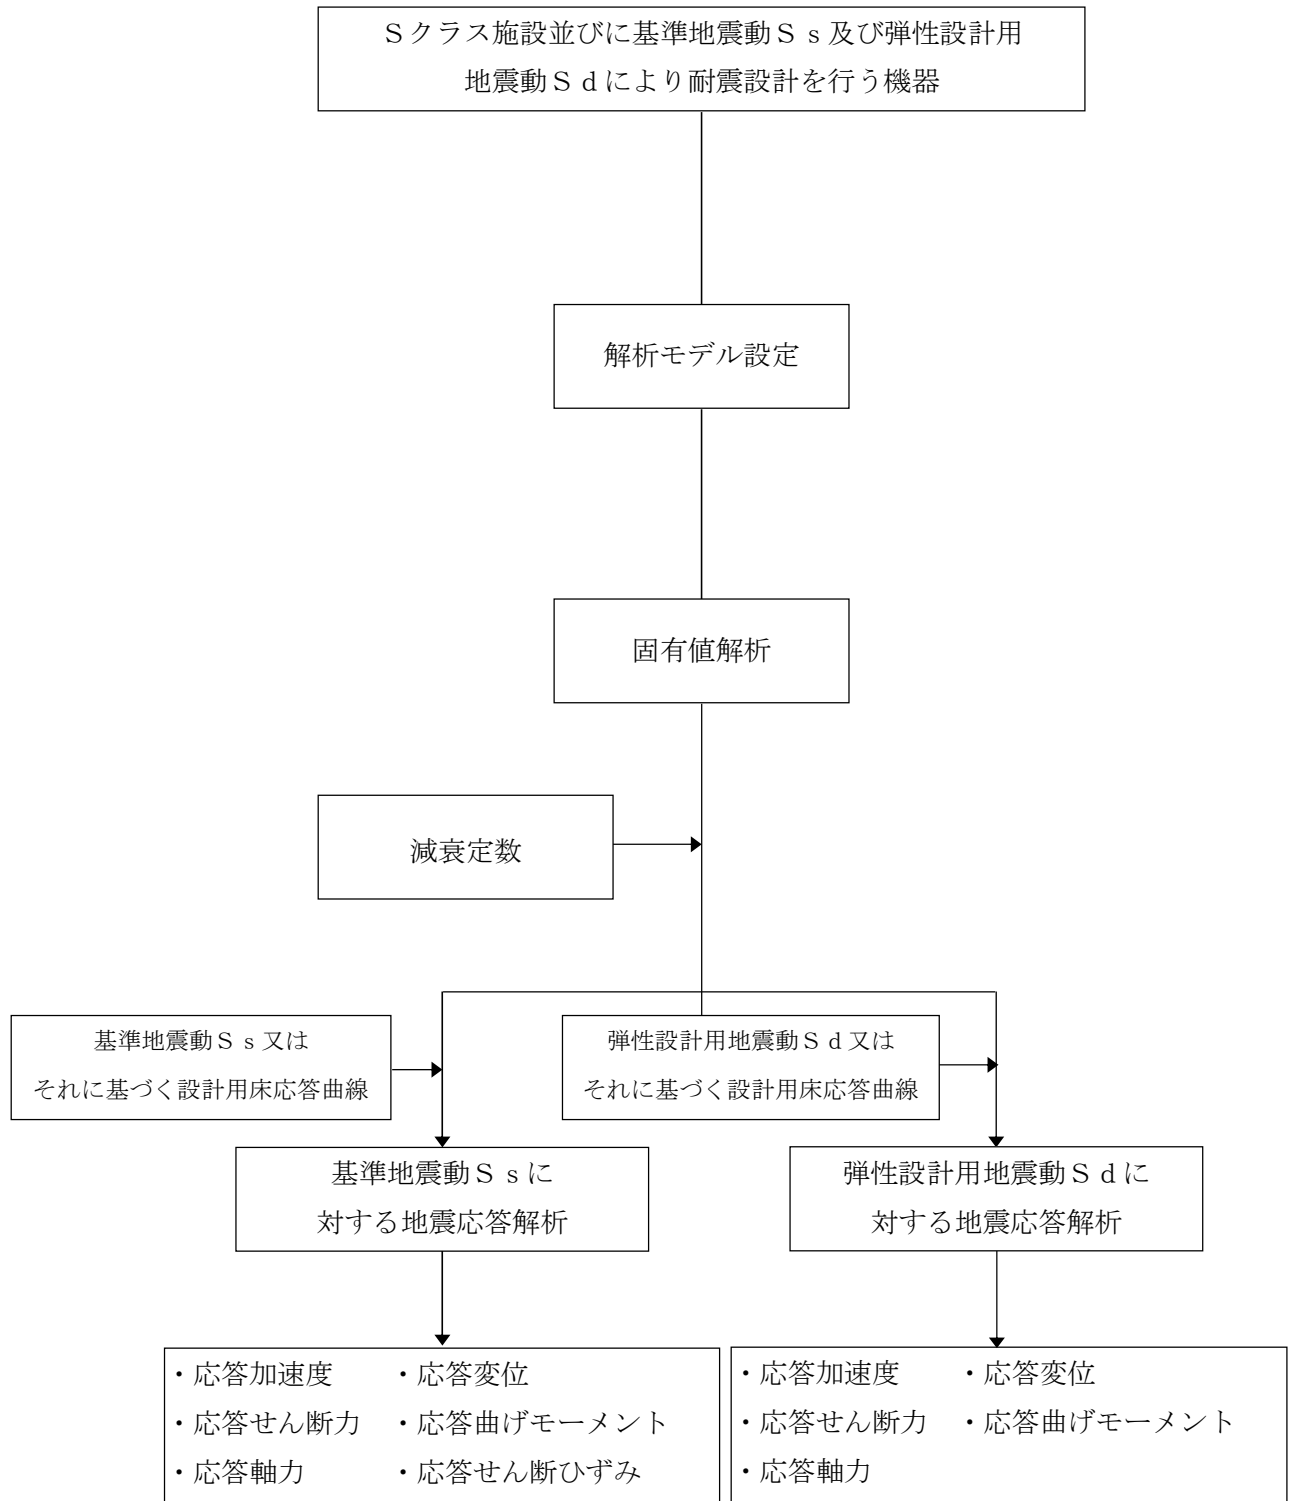 Ｓクラス施設並びに基準地震動Ｓｓ及び弾性設計用
地震動Ｓｄにより耐震設計を行う機器
解析モデル設定
固有値解析
減衰定数
基準地震動Ｓｓ又は
それに基づく設計用床応答曲線
弾性設計用地震動Ｓｄ又は
それに基づく設計用床応答曲線
基準地震動Ｓｓに
対する地震応答解析
弾性設計用地震動Ｓｄに
対する地震応答解析
・応答加速度　・応答変位
・応答せん断力　・応答曲げモーメント
・応答軸力　・応答せん断ひずみ
・応答加速度　・応答変位
・応答せん断力　・応答曲げモーメント
・応答軸力